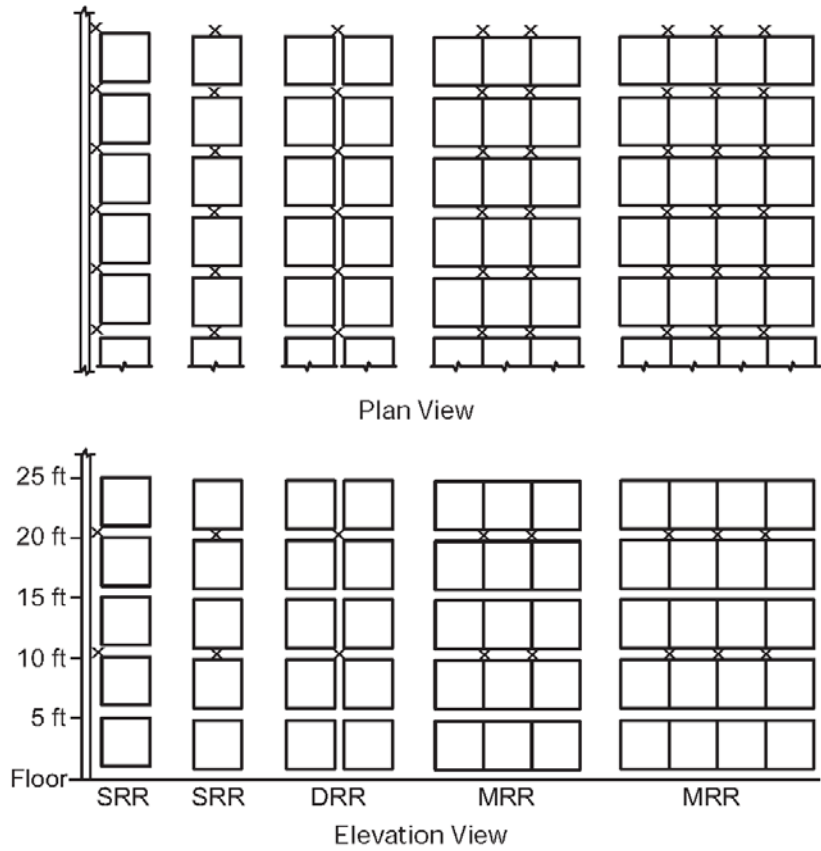 Plan View
25 ft
20 ft
15 ft
10 ft
5 ft
Floor
SRR SRR DRR MRR MRR
Elevation View